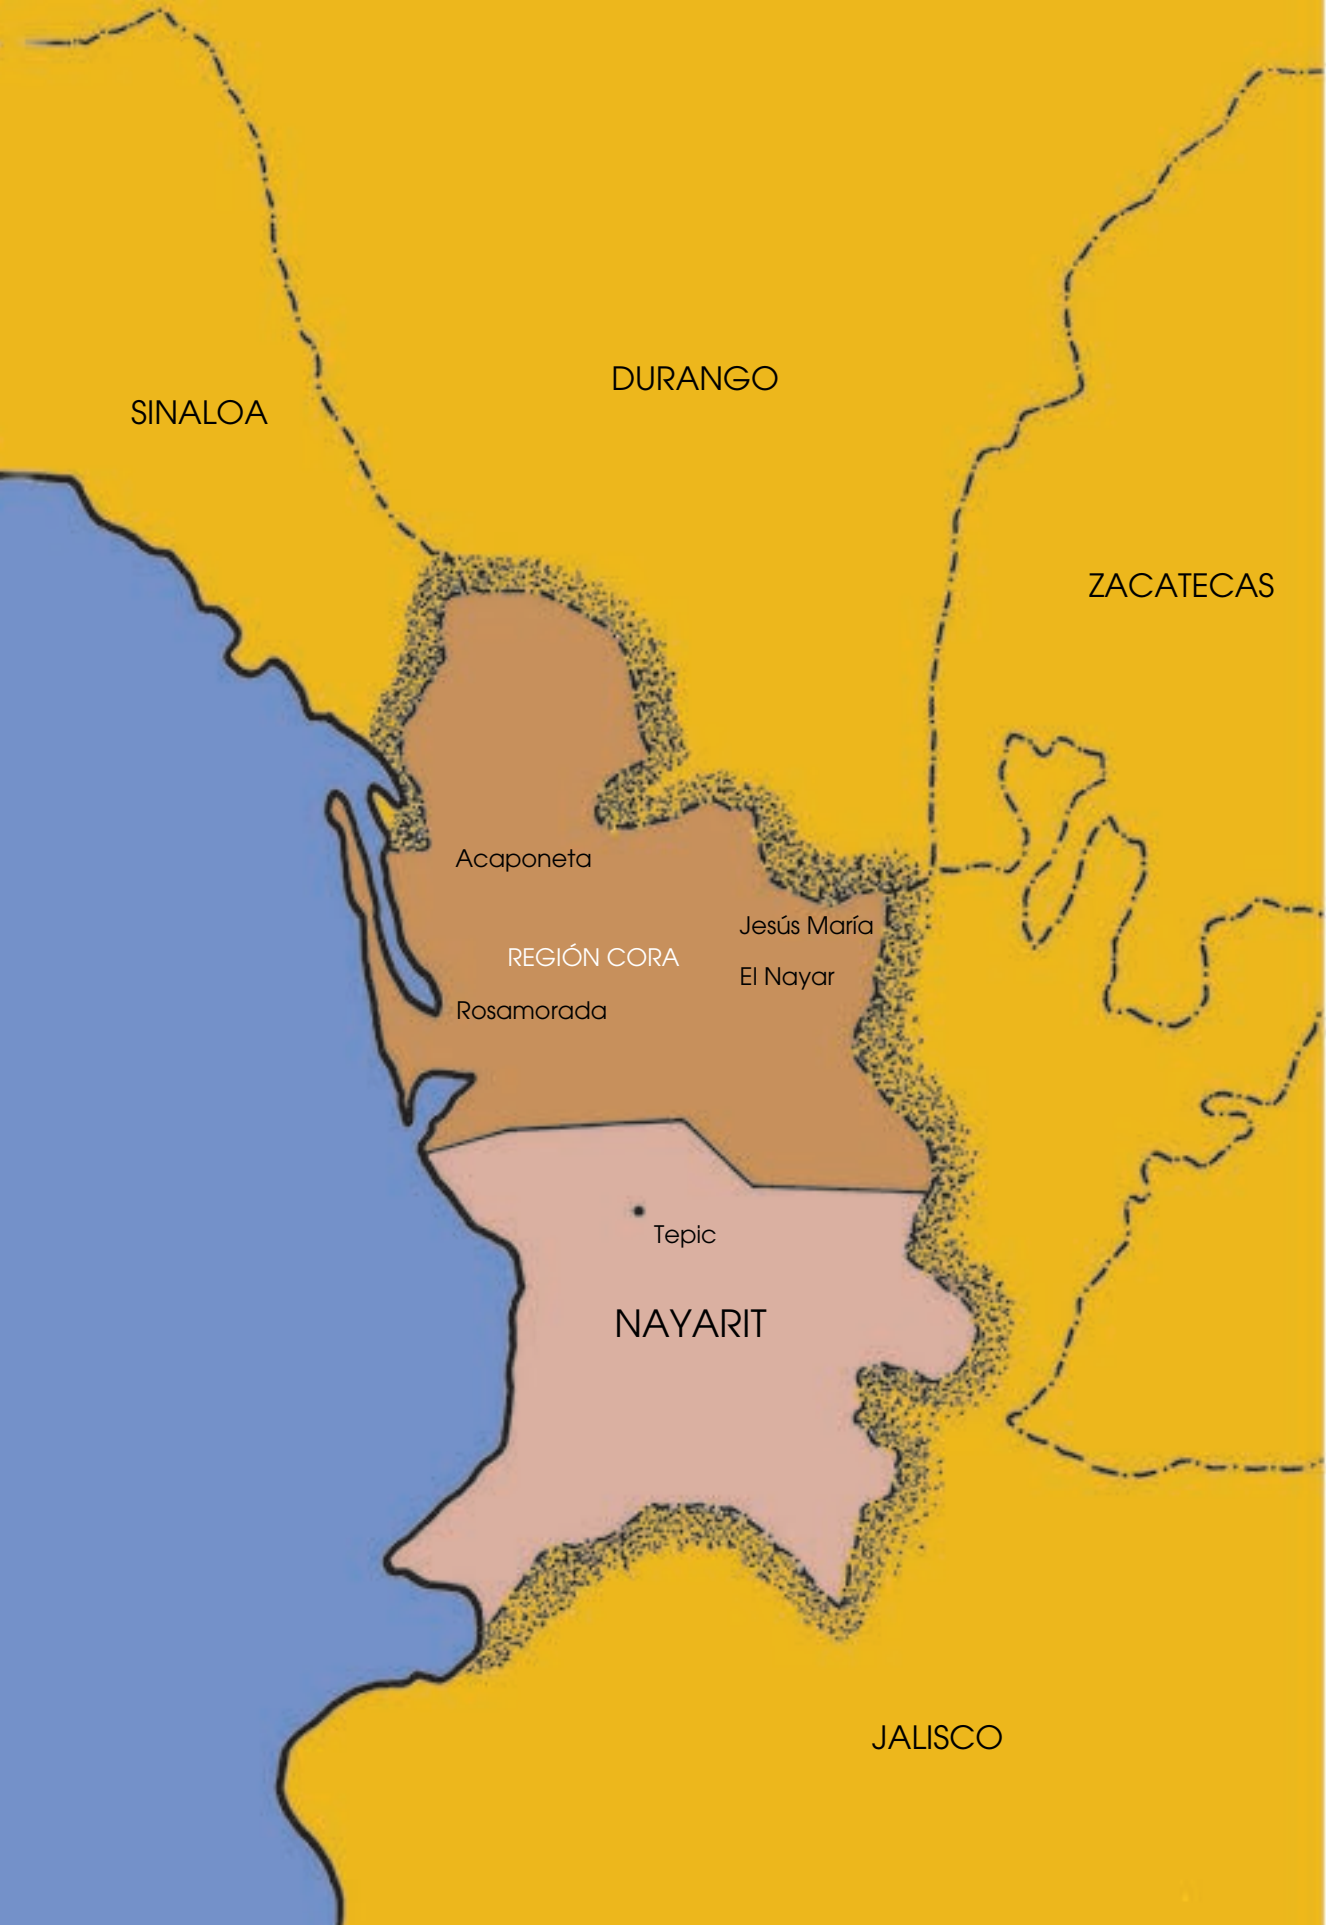 DURANGO
SINALOA
ZACATECAS
Acaponeta
Jesús María
REGIÓN CORA
El Nayar
Rosamorada
Tepic
NAYARIT
JALISCO